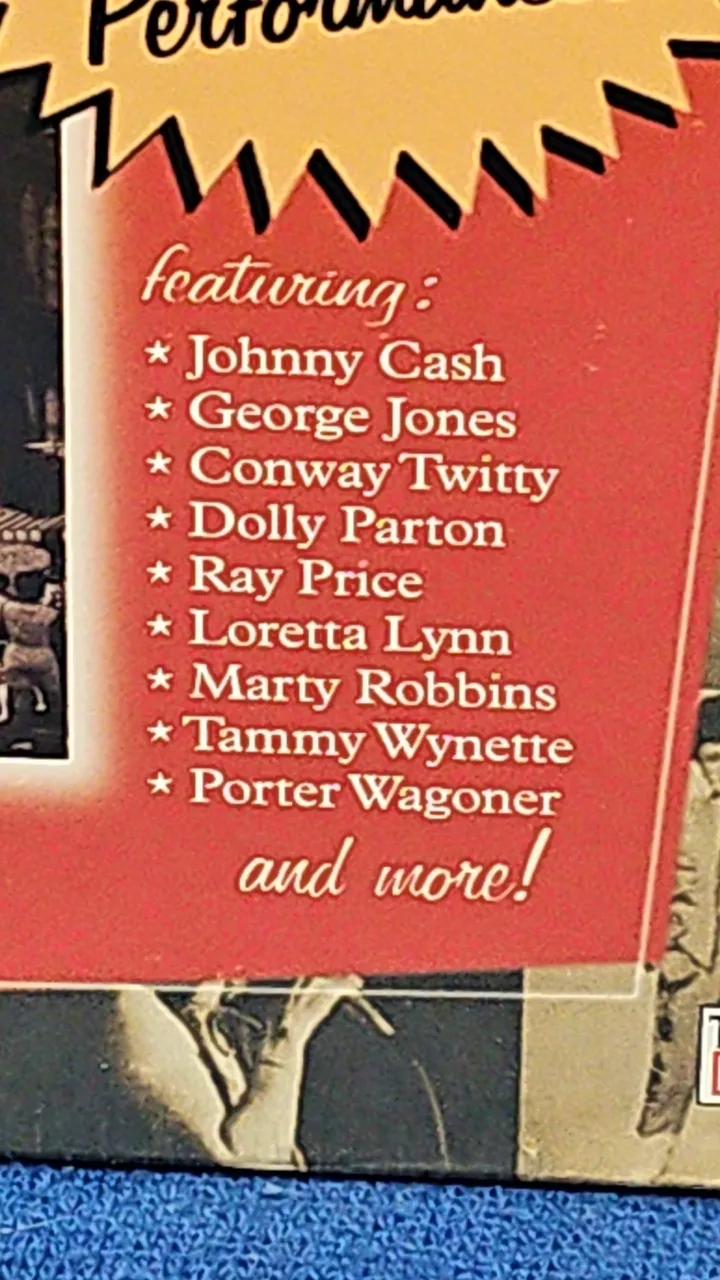 featuring:
★ Johnny Cash
★ George Jones
★ Conway Twitty
★ Dolly Parton
★ Ray Price
★ Loretta Lynn
★ Marty Robbins
★ Tammy Wynette
★ Porter Wagoner
and more!